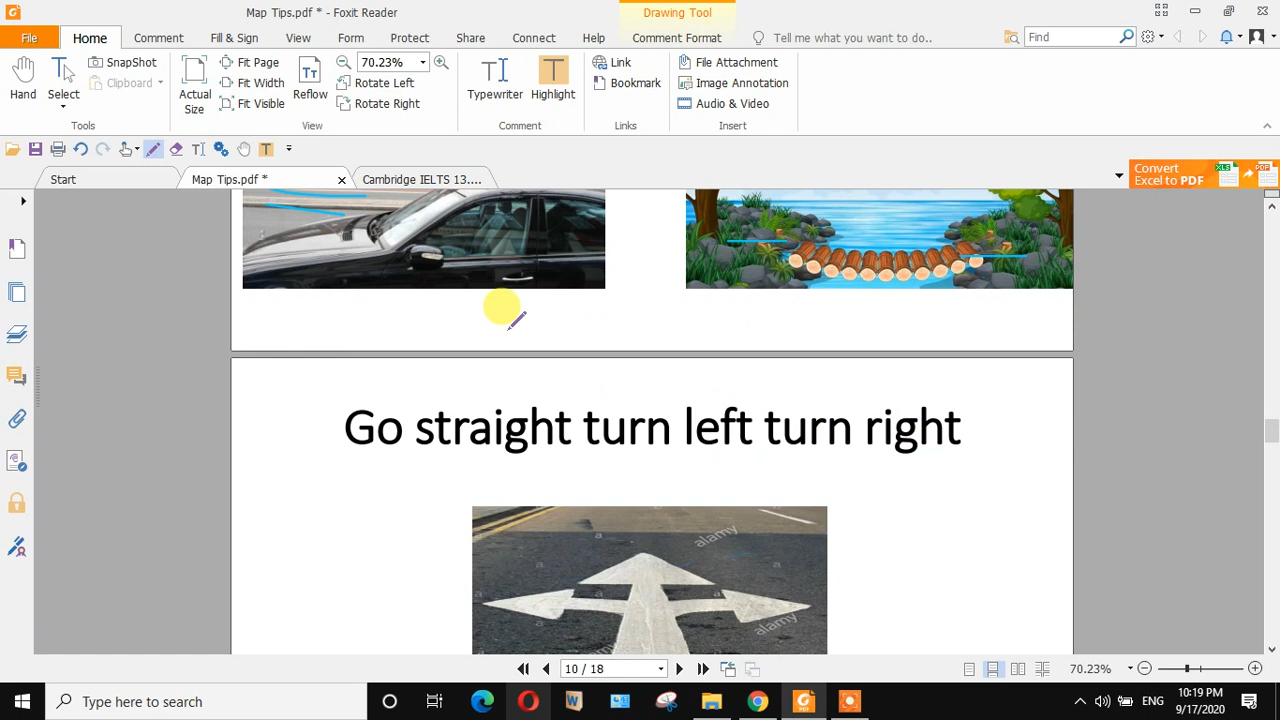 Map Tips.pdf * - Foxit Reader
Drawing Tool
File
Home
Comment
Fill & Sign
View
Form
Protect
Share
Connect
Help
Comment Format
Tell me what you want to do..
Find
Hand
Select
SnapShot
Clipboard
Tools
Actual Size
Fit Page
Fit Width
Fit Visible
Reflow
70.23%
Rotate Left
Rotate Right
View
Typewriter
Highlight
Comment
Link
Bookmark
Links
File Attachment
Image Annotation
Audio & Video
Insert
Start
Map Tips.pdf *
Cambridge IELTS 13....
Convert
Excel to PDF
Go straight turn left turn right
alamy
alamy
10 / 18
70.23%
Type here to search
ENG
10:19 PM
9/17/2020